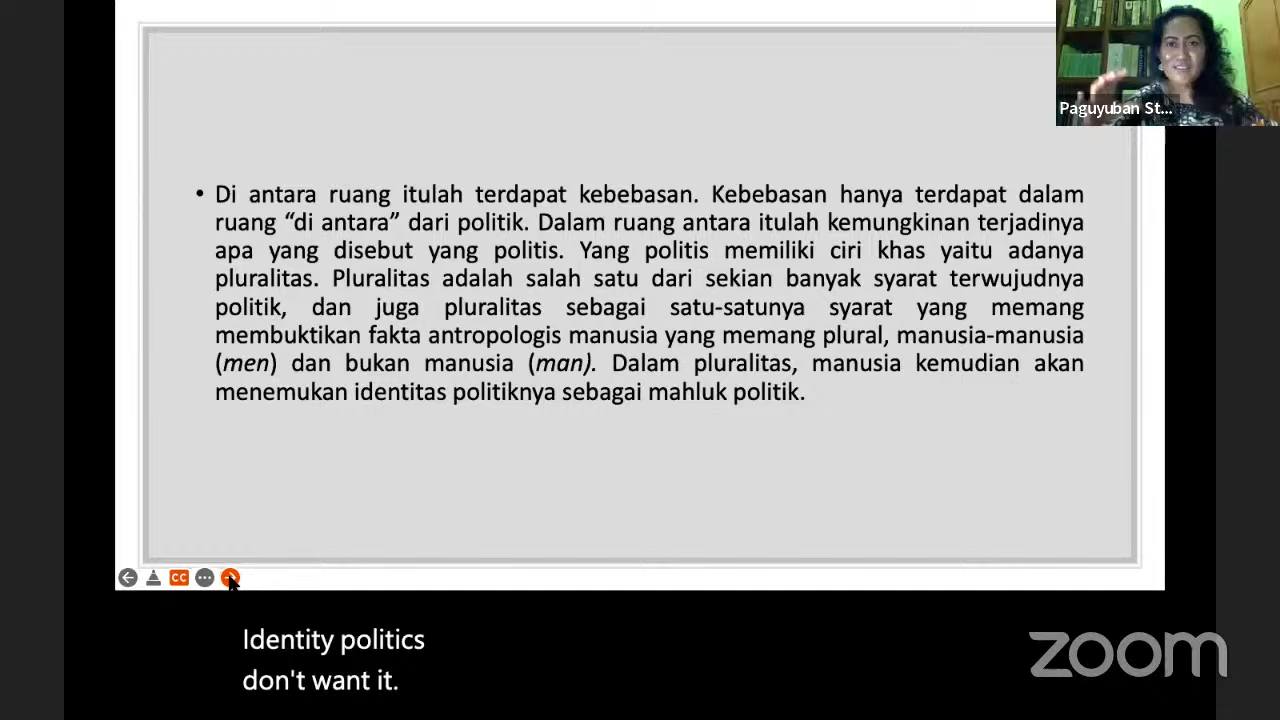 Paguyuban St...
• Di antara ruang itulah terdapat kebebasan. Kebebasan hanya terdapat dalam
ruang “di antara” dari politik. Dalam ruang antara itulah kemungkinan terjadinya
apa yang disebut yang politis. Yang politis memiliki ciri khas yaitu adanya
pluralitas. Pluralitas adalah salah satu dari sekian banyak syarat terwujudnya
politik, dan juga pluralitas sebagai satu-satunya syarat yang memang
membuktikan fakta antropologis manusia yang memang plural, manusia-manusia
(men) dan bukan manusia (man). Dalam pluralitas, manusia kemudian akan
menemukan identitas politiknya sebagai mahluk politik.
CC
Identity politics
don't want it.
zoom